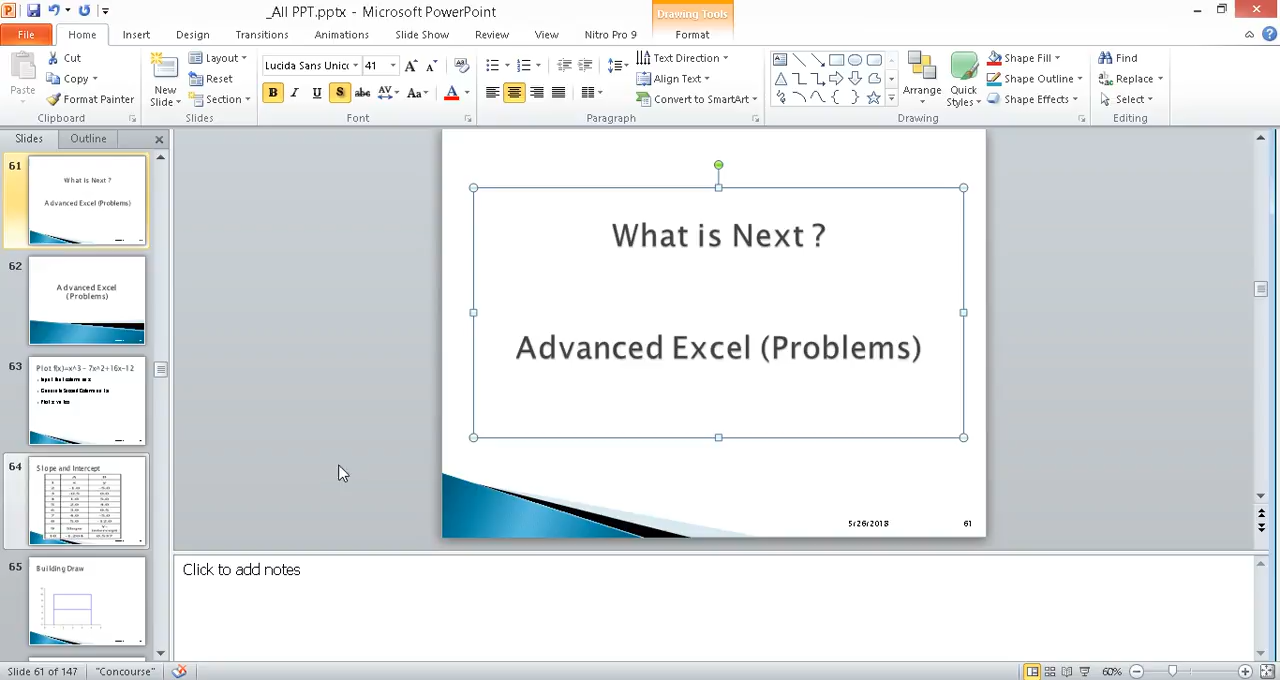 _All PPT.pptx - Microsoft PowerPoint
Drawing Tools
File Home Insert Design Transitions Animations Slide Show Review View Nitro Pro 9 Format
Paste
Cut
Copy
Format Painter
Clipboard
New Slide
Layout
Reset
Section
Slides
Lucida Sans Unico 41
B I U S abc AV Aa A
Font
Text Direction
Align Text
Convert to SmartArt
Paragraph
Arrange
Quick Styles
Shape Fill
Shape Outline
Shape Effects
Drawing
Find
Replace
Select
Editing
Slides Outline
61
What is Next ?
Advanced Excel (Problems)
62
Advanced Excel
(Problems)
63
Plot f(x)=x^3 - 7x^2+16x-12
64
Slope and Intercept
65
Building Draw
What is Next ?
Advanced Excel (Problems)
5/26/2018 61
Click to add notes
Slide 61 of 147 "Concourse" 60%